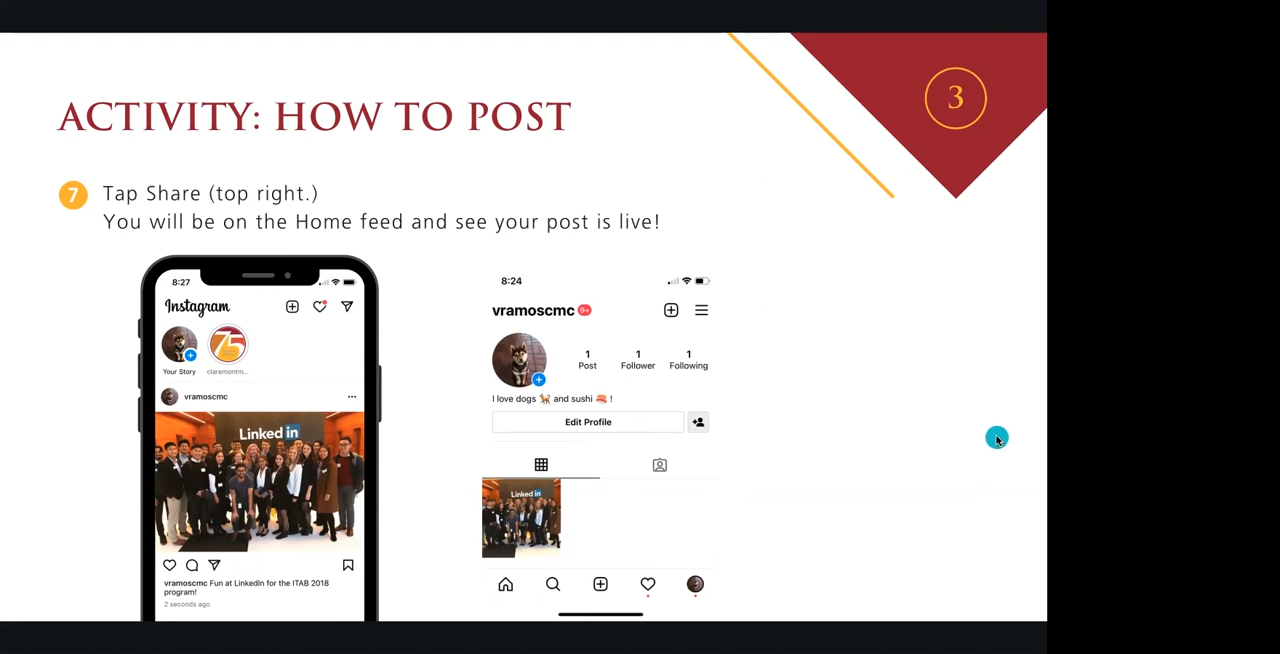 3
ACTIVITY: HOW TO POST
7
Tap Share (top right.)
You will be on the Home feed and see your post is live!
8:27
Instagram
75
Your Story
claremontm...
vramoscmc
Linked in
vramoscmc Fun at LinkedIn for the ITAB 2018
program!
2 seconds ago
8:24
vramoscmc 9+
1
Post
1
Follower
1
Following
I love dogs 🐕 and sushi 🍣 !
Edit Profile
Linked in